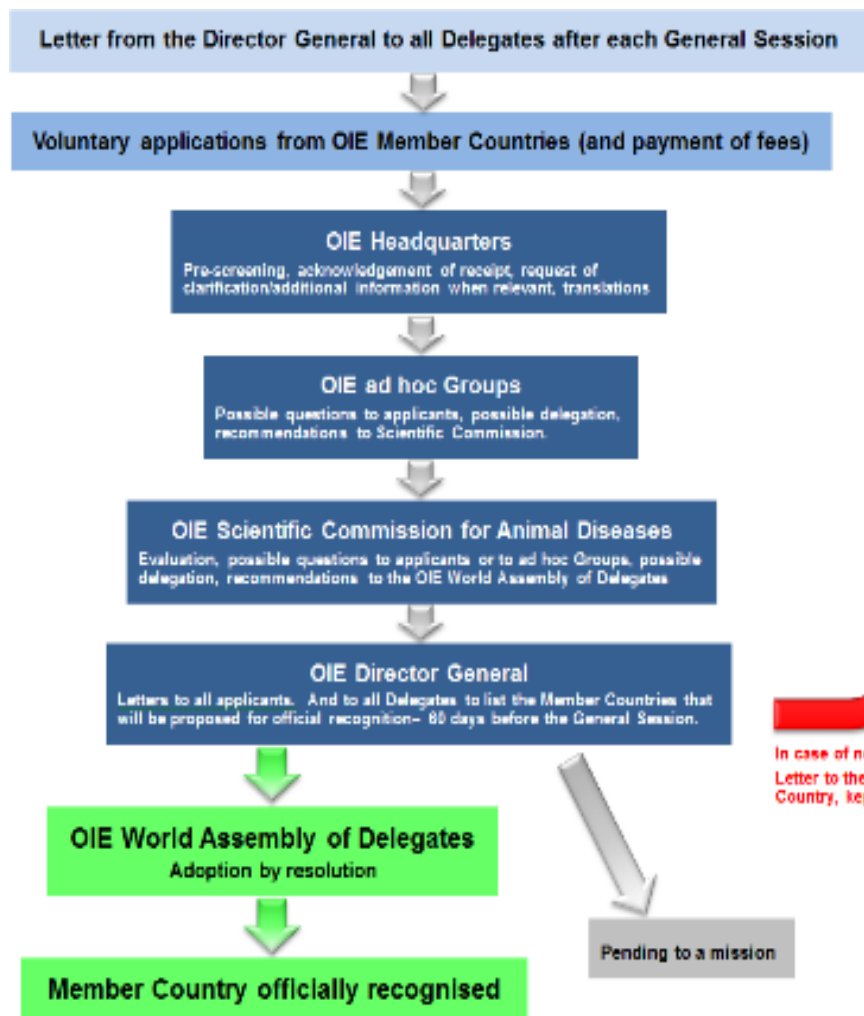 Letter from the Director General to all Delegates after each General Session
Voluntary applications from OIE Member Countries (and payment of fees)
OIE Headquarters
Pre-screening, acknowledgement of receipt, request of
clarification/additional information when relevant, translations
OIE ad hoc Groups
Possible questions to applicants, possible delegation,
recommendations to Scientific Commission.
OIE Scientific Commission for Animal Diseases
Evaluation, possible questions to applicants or to ad hoc Groups, possible
delegation, recommendations to the OIE World Assembly of Delegates
OIE Director General
Letters to all applicants. And to all Delegates to list the Member Countries that
will be proposed for official recognition– 60 days before the General Session.
In case of
Letter to the
Country,
OIE World Assembly of Delegates
Adoption by resolution
Pending to a mission
Member Country officially recognised